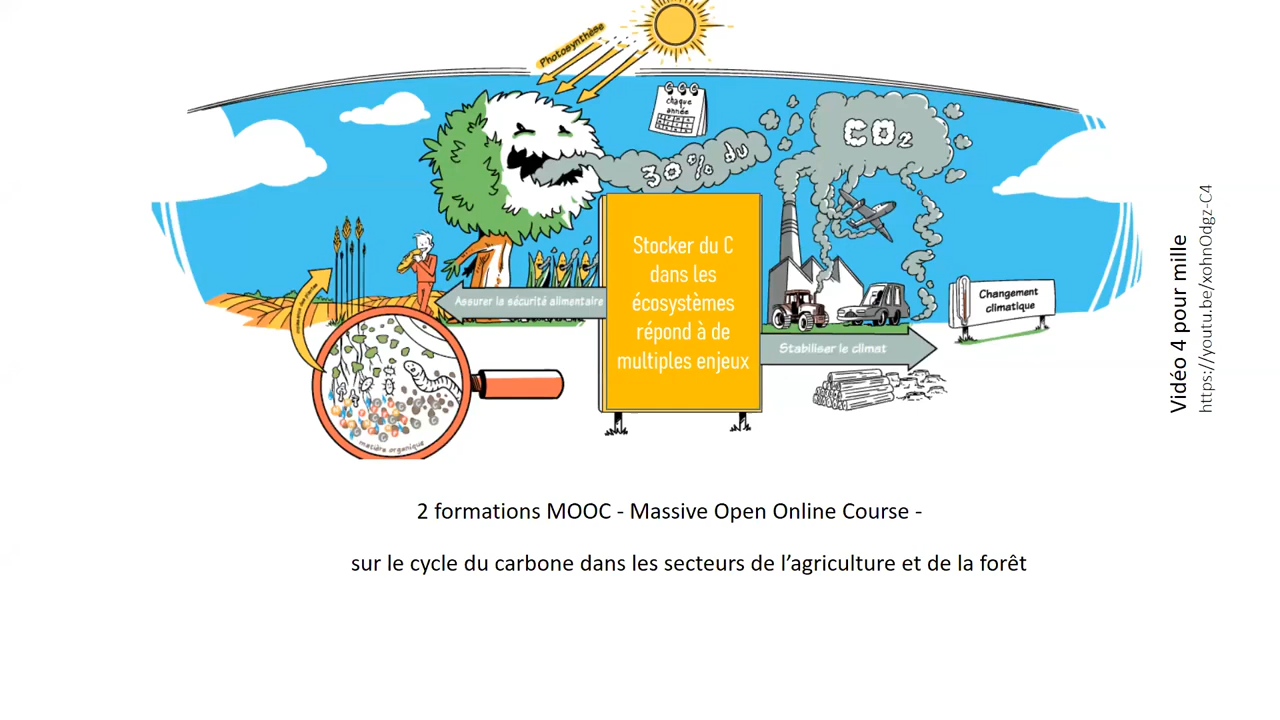 Photosynthèse
chaque
année
30% du
CO₂
Stocker du C
dans les
écosystèmes
répond à de
multiples enjeux
Assurer la sécurité alimentaire
Stabiliser le climat
Changement
climatique
matière organique
Vidéo 4 pour mille
https://youtu.be/xohnOdgz-C4
2 formations MOOC - Massive Open Online Course -
sur le cycle du carbone dans les secteurs de l’agriculture et de la forêt